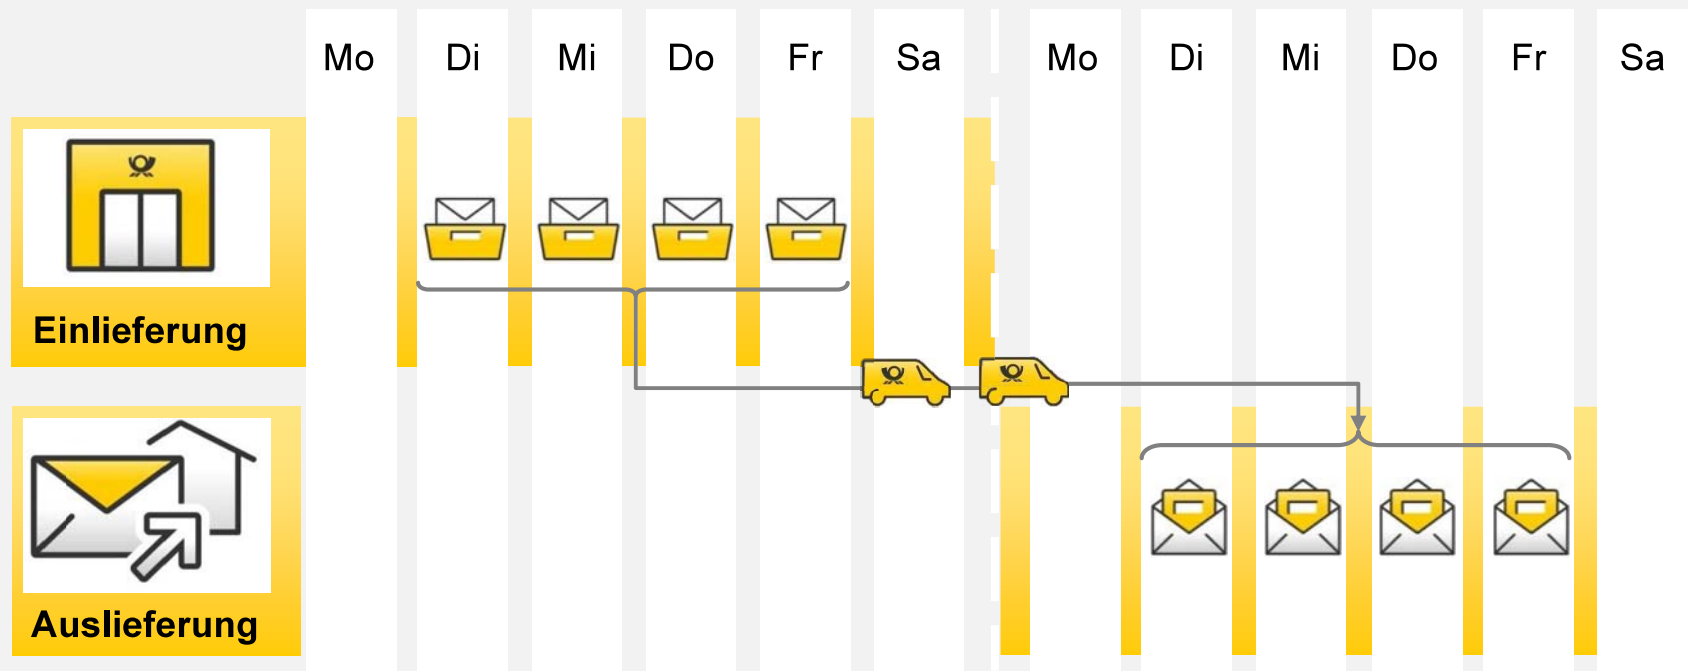 Mo Di Mi Do Fr Sa Mo Di Mi Do Fr Sa
Einlieferung
Auslieferung